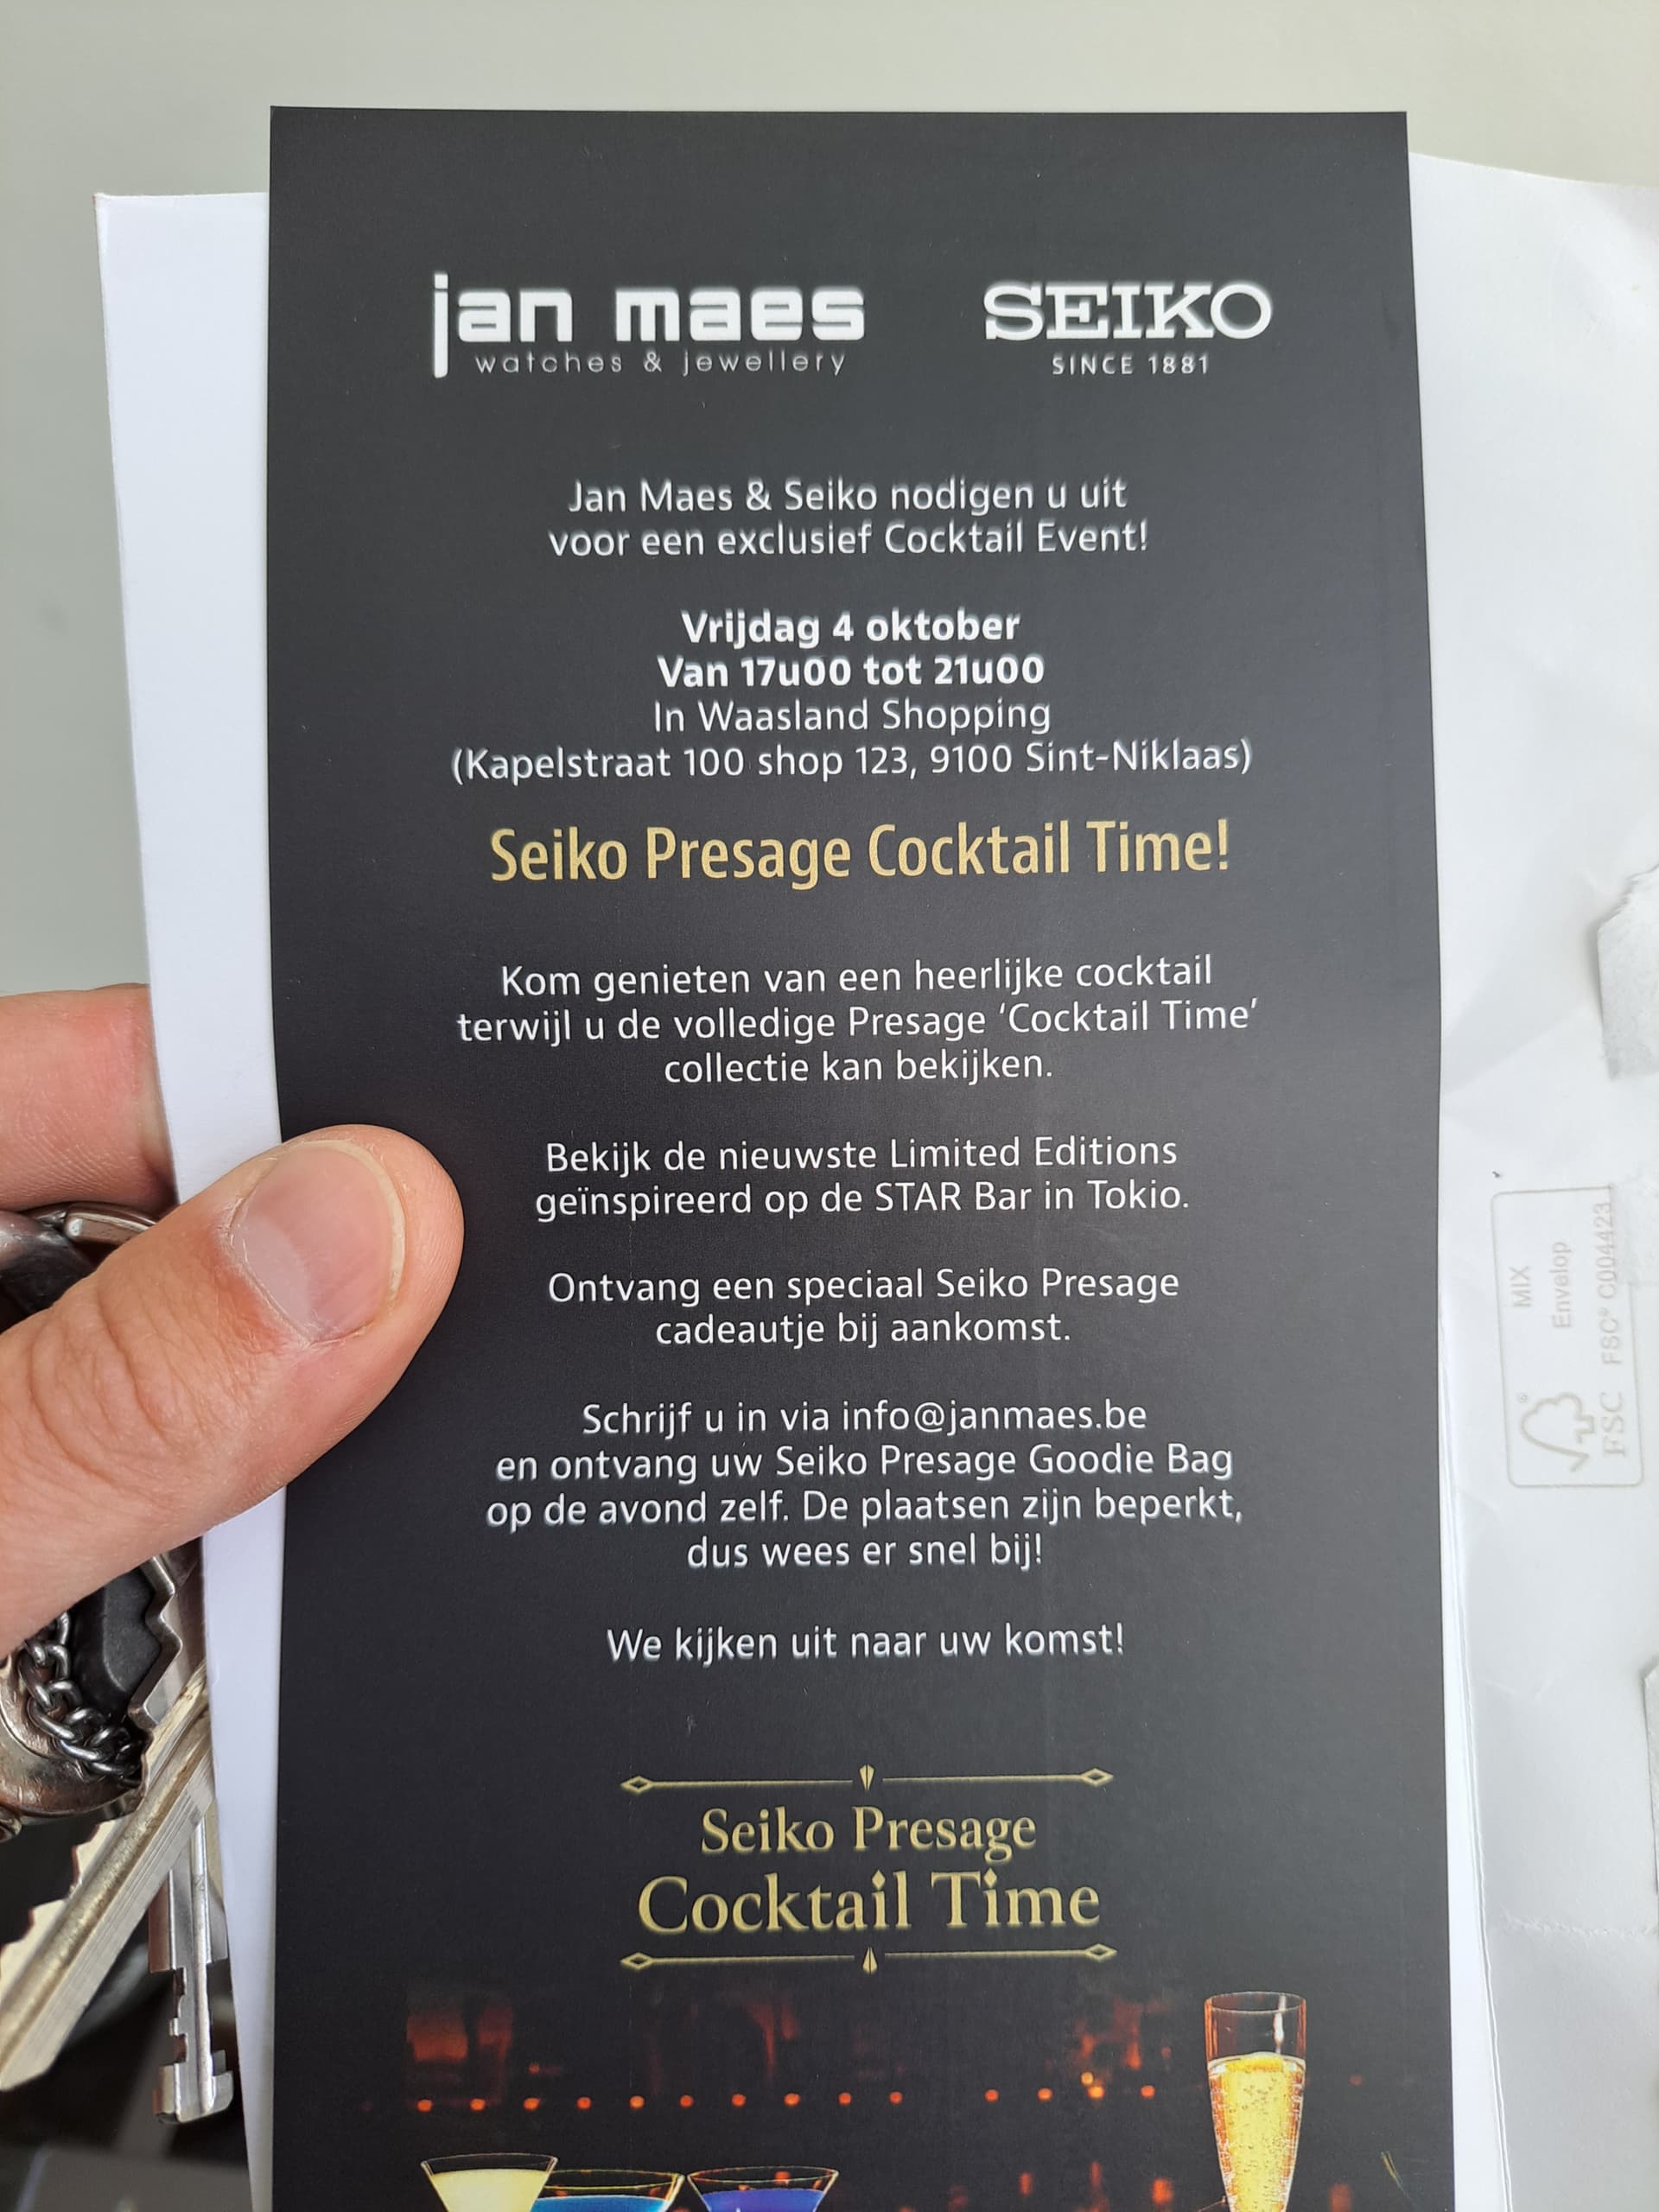 jan maes
watches & jewellery
SEIKO
SINCE 1881
Jan Maes & Seiko nodigen u uit
voor een exclusief Cocktail Event!
Vrijdag 4 oktober
Van 17u00 tot 21u00
In Waasland Shopping
(Kapelstraat 100 shop 123, 9100 Sint-Niklaas)
Seiko Presage Cocktail Time!
Kom genieten van een heerlijke cocktail
terwijl u de volledige Presage ‘Cocktail Time’
collectie kan bekijken.
Bekijk de nieuwste Limited Editions
geïnspireerd op de STAR Bar in Tokio.
Ontvang een speciaal Seiko Presage
cadeautje bij aankomst.
Schrijf u in via info@janmaes.be
en ontvang uw Seiko Presage Goodie Bag
op de avond zelf. De plaatsen zijn beperkt,
dus wees er snel bij!
We kijken uit naar uw komst!
Seiko Presage
Cocktail Time
MIX
Envelop
FSC® C004423
FSC